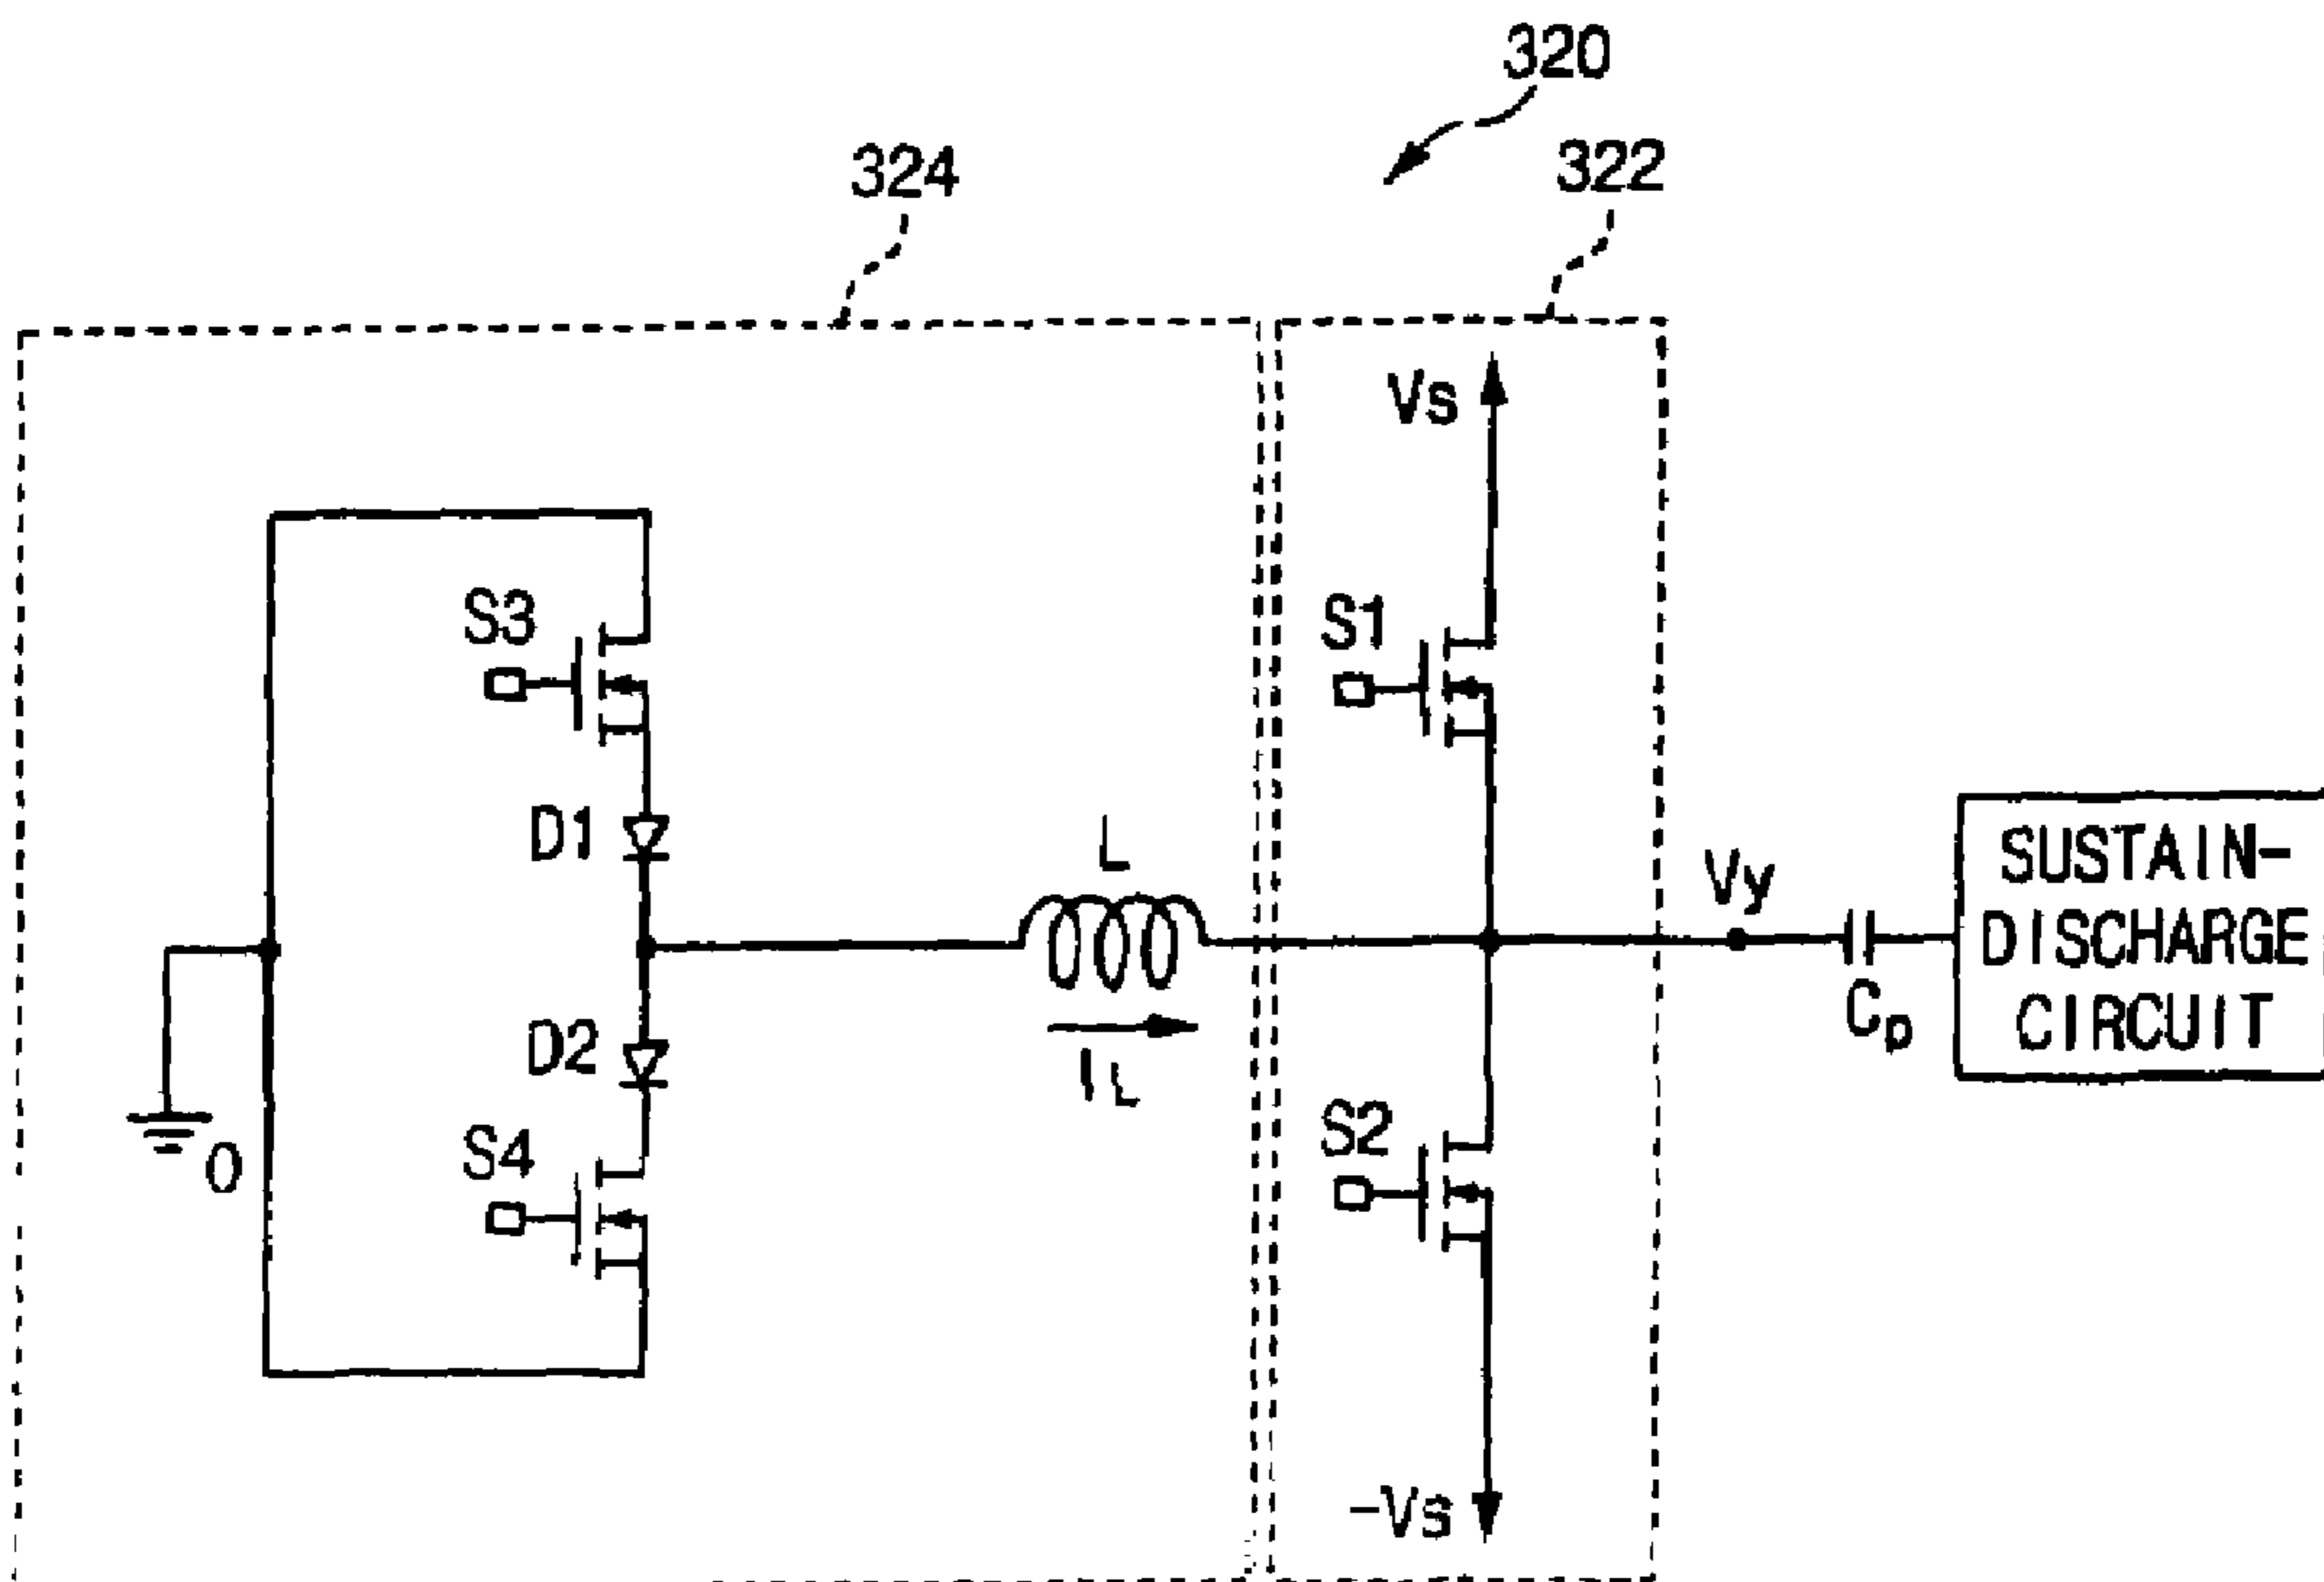 320
324
322
Vs
S3
S1
D1
L
Vy
SUSTAIN-
DISCHARGE
CIRCUIT
Cp
D2
IL
S4
S2
0
-Vs